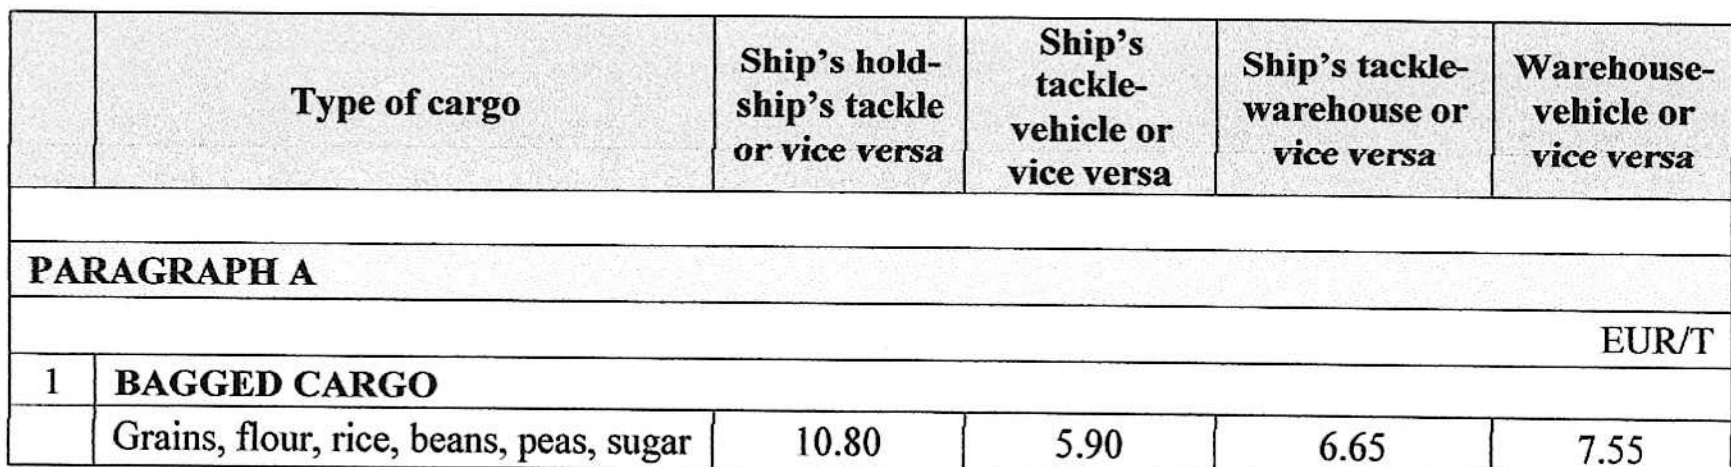 Type of cargo
Ship's hold-
ship's tackle
or vice versa
Ship's
tackle-
vehicle or
vice versa
Ship's tackle-
warehouse or
vice versa
Warehouse-
vehicle or
vice versa
PARAGRAPH A
EUR/T
1 BAGGED CARGO
Grains, flour, rice, beans, peas, sugar 10.80 5.90 6.65 7.55